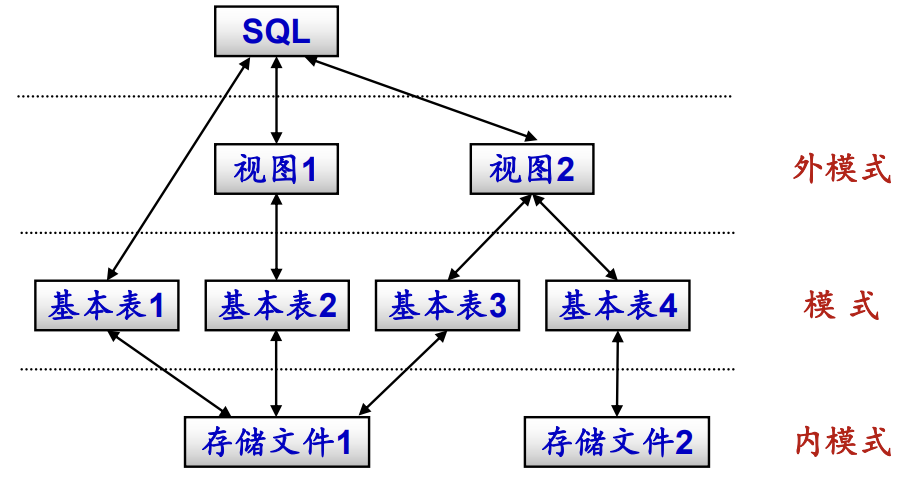 SQL
视图1
视图2
外模式
基本表1
基本表2
基本表3
基本表4
模 式
存储文件1
存储文件2
内模式